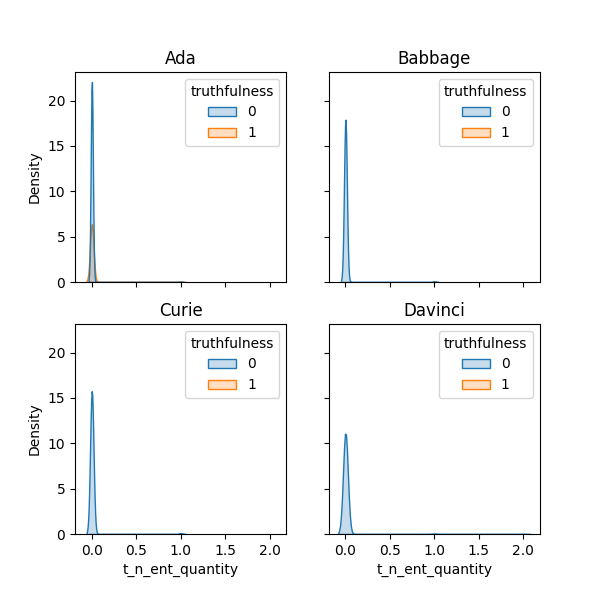 Ada
Babbage
truthfulness
0
1
truthfulness
0
1
Density
20
15
10
5
0
Curie
Davinci
truthfulness
0
1
truthfulness
0
1
Density
20
15
10
5
0
0.0 0.5 1.0 1.5 2.0
0.0 0.5 1.0 1.5 2.0
t_n_ent_quantity
t_n_ent_quantity